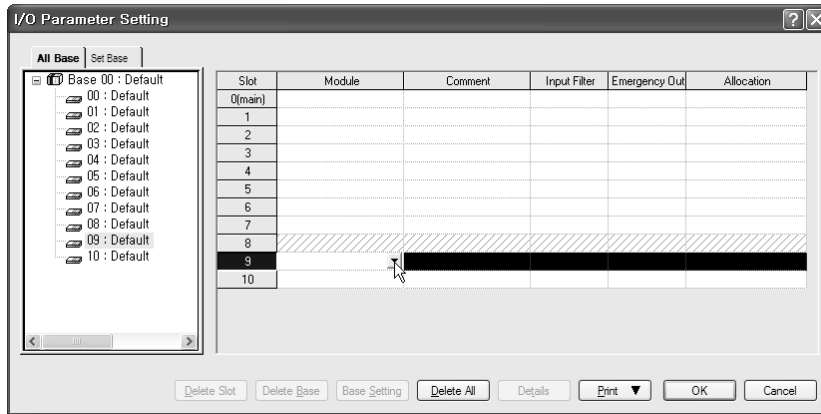 I/O Parameter Setting
All Base Set Base
Base 00 : Default
00 : Default
01 : Default
02 : Default
03 : Default
04 : Default
05 : Default
06 : Default
07 : Default
08 : Default
09 : Default
10 : Default
Slot Module Comment Input Filter Emergency Out Allocation
0(main)
1
2
3
4
5
6
7
8
9
10
Delete Slot Delete Base Base Setting Delete All Details Print ▼ OK Cancel